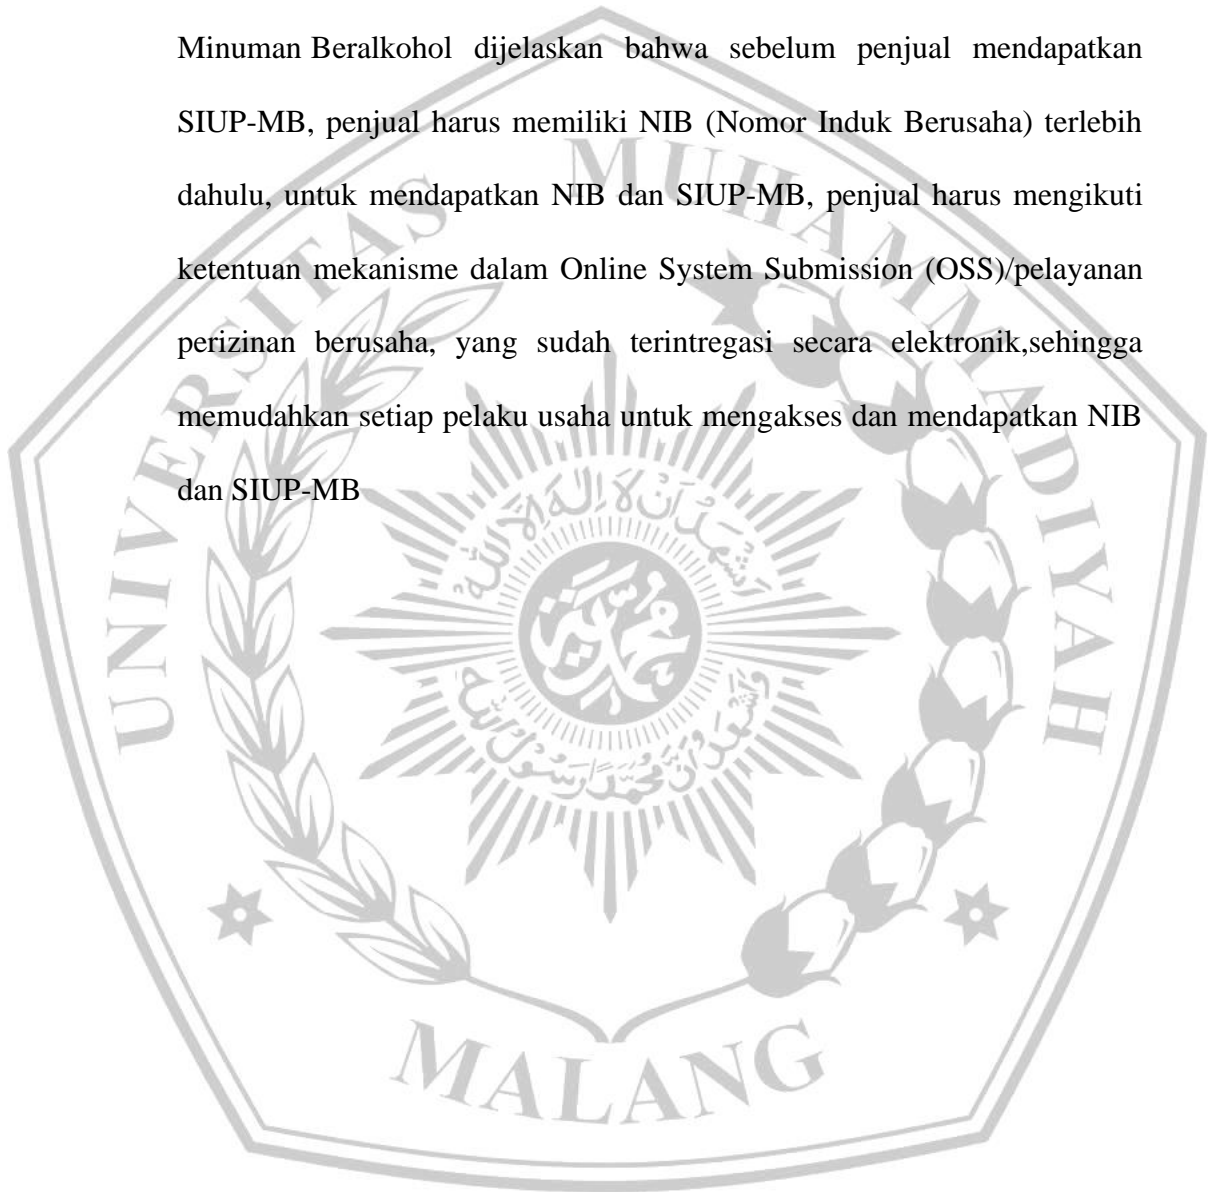 Minuman Beralkohol dijelaskan bahwa sebelum penjual mendapatkan
SIUP-MB, penjual harus memiliki NIB (Nomor Induk Berusaha) terlebih
dahulu, untuk mendapatkan NIB dan SIUP-MB, penjual harus mengikuti
ketentuan mekanisme dalam Online System Submission (OSS)/pelayanan
perizinan berusaha, yang sudah terintregasi secara elektronik,sehingga
memudahkan setiap pelaku usaha untuk mengakses dan mendapatkan NIB
dan SIUP-MB
UNIVERSITAS MUHAMMADIYAH
MALANG